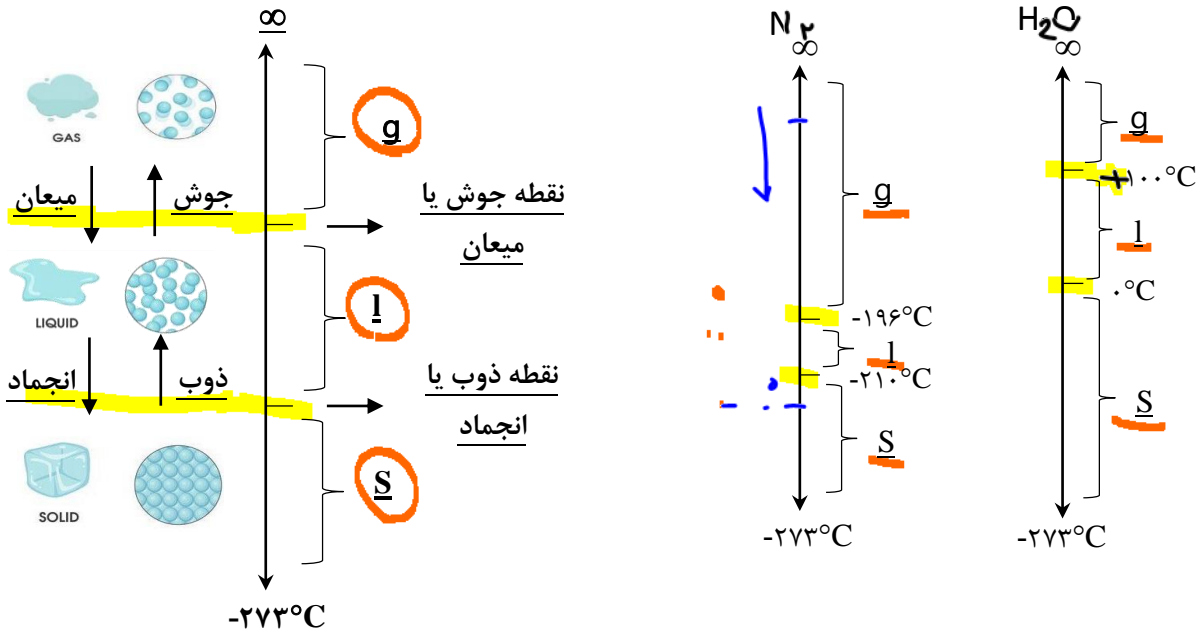 ∞
g
GAS
میعان
جوش
نقطه جوش یا
میعان
l
LIQUID
انجماد
ذوب
نقطه ذوب یا
انجماد
S
SOLID
-۲۷۳°C
N۲
∞
g
-۱۹۶°C
l
-۲۱۰°C
S
-۲۷۳°C
H2O
∞
g
+۱۰۰°C
l
۰°C
S
-۲۷۳°C